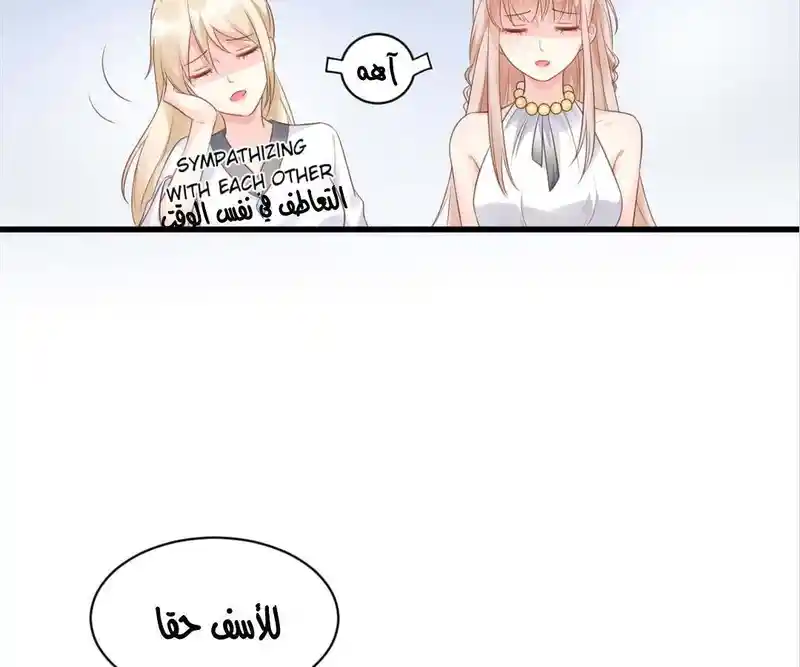 آهه
SYMPATHIZING
WITH EACH OTHER
التعاطف في نفس الوقت
للأسف حقا